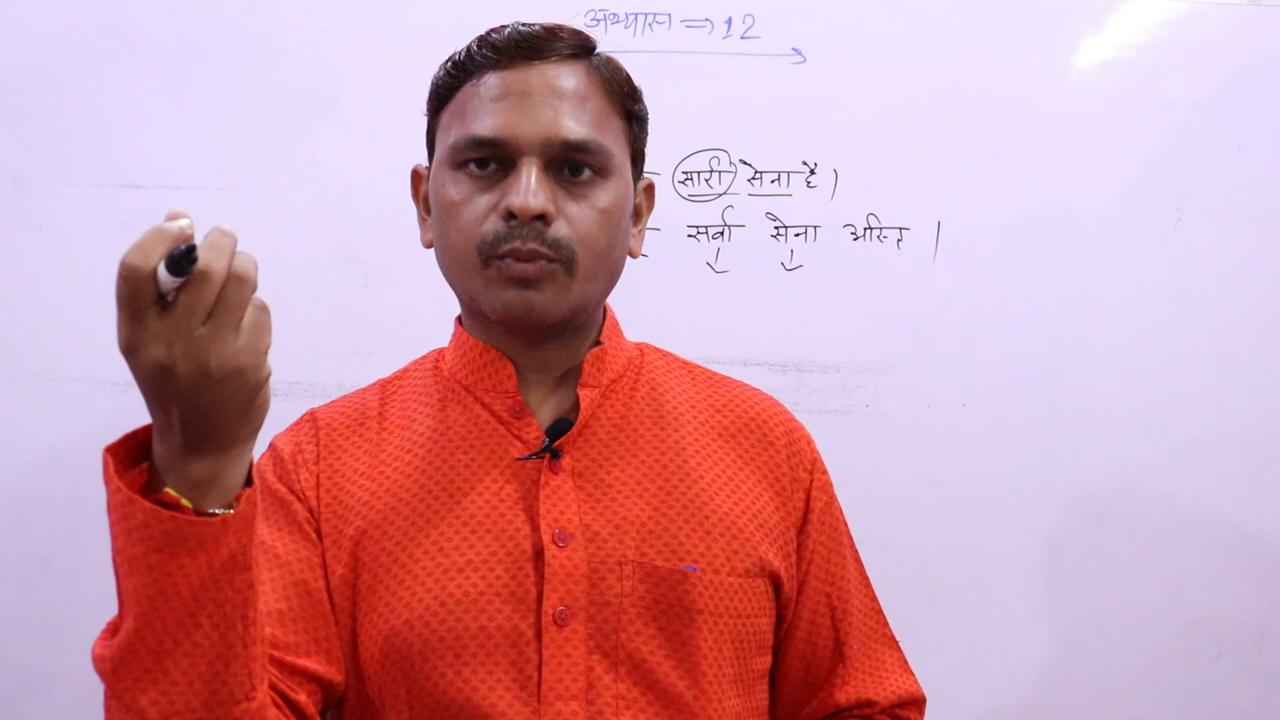 अभ्यास ⇒ 12
- सारी सेना है।
- सर्वा सेना अस्ति ।